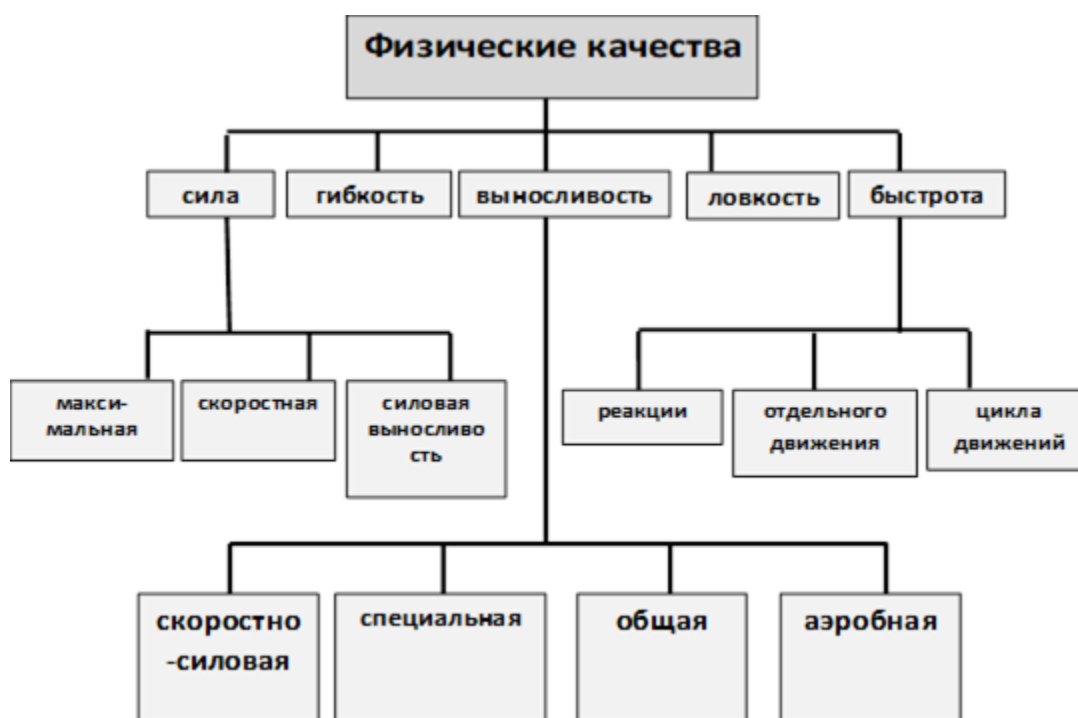 Физические качества
сила
гибкость
выносливость
ловкость
быстрота
макси-
мальная
скоростная
силовая
выносливо
сть
реакции
отдельного
движения
цикла
движений
скоростно
-силовая
специальная
общая
аэробная